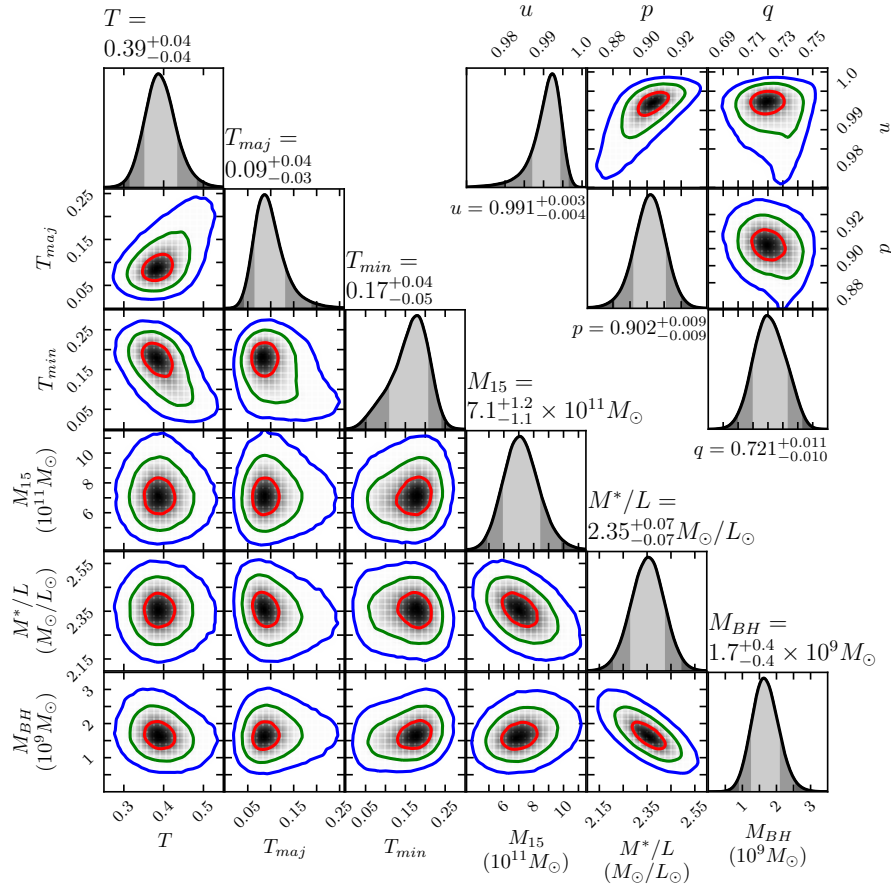 T =
0.39^{+0.04}_{-0.04}
u p q
0.98 0.99 1.0 0.88 0.90 0.92 0.69 0.71 0.73 0.75
1.0
0.99
0.98
u
T_{maj} =
0.09^{+0.04}_{-0.03}
u = 0.991^{+0.003}_{-0.004}
T_{maj}
0.25
0.15
0.05
0.92
0.90
0.88
p
T_{min} =
0.17^{+0.04}_{-0.05}
p = 0.902^{+0.009}_{-0.009}
T_{min}
0.25
0.15
0.05
M_{15} =
7.1^{+1.2}_{-1.1} × 10^{11}M_⊙
q = 0.721^{+0.011}_{-0.010}
M_{15}
(10^{11}M_⊙)
10
8
6
M*/L =
2.35^{+0.07}_{-0.07}M_⊙/L_⊙
M*/L
(M_⊙/L_⊙)
2.55
2.35
2.15
M_{BH} =
1.7^{+0.4}_{-0.4} × 10^9M_⊙
M_{BH}
(10^9M_⊙)
3
2
1
0.3 0.4 0.5 0.05 0.15 0.25 0.05 0.15 0.25 6 8 10 2.15 2.35 2.55 1 2 3
T T_{maj} T_{min} M_{15} M*/L M_{BH}
(10^{11}M_⊙) (M_⊙/L_⊙) (10^9M_⊙)